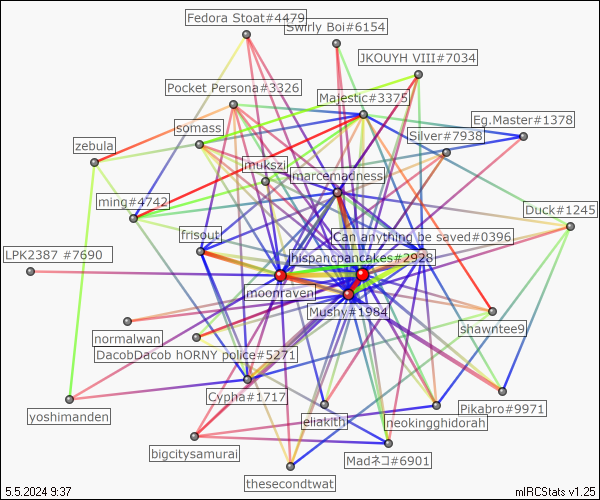 Fedora Stoat#4479
Swirly Boi#6154
JKOUYH VIII#7034
Pocket Persona#3326
Majestic#3375
Eg.Master#1378
somass
Silver#7938
zebula
mukszi
marcemadness
ming#4742
Duck#1245
frisout
Can anything be saved#0396
LPK2387 #7690
hispanicpancakes#2928
moonraven
Mushy#1984
shawntee9
normalwan
DacobDacob hORNY police#5271
Cypha#1717
Pikabro#9971
yoshimanden
eliakith
neokingghidorah
bigcitysamurai
Madネコ#6901
thesecondtwat
5.5.2024 9:37
mIRCStats v1.25